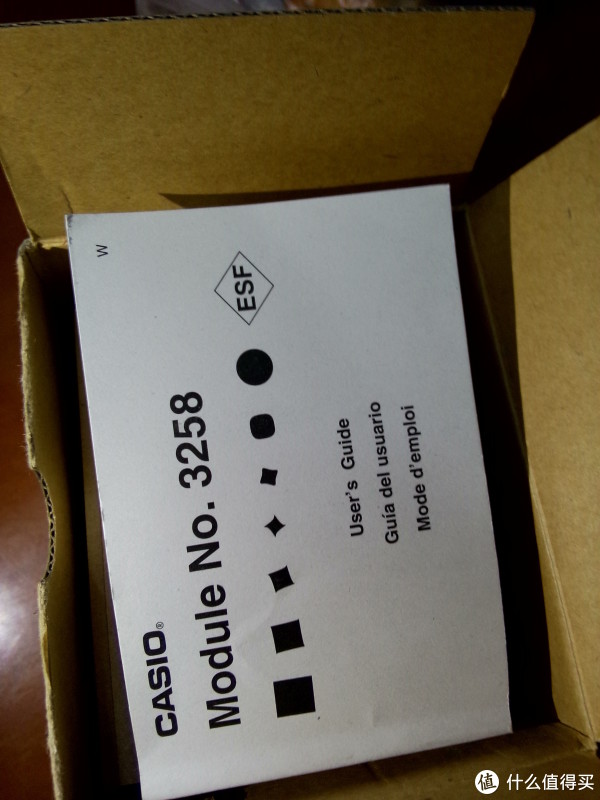 W
CASIO®
Module No. 3258
ESF
User's Guide
Guía del usuario
Mode d'emploi
值 什么值得买